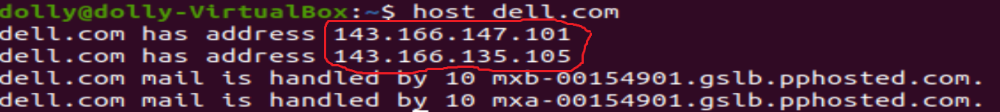 dolly@dolly-VirtualBox:~$ host dell.com
dell.com has address 143.166.147.101
dell.com has address 143.166.135.105
dell.com mail is handled by 10 mxb-00154901.gslb.pphosted.com.
dell.com mail is handled by 10 mxa-00154901.gslb.pphosted.com.